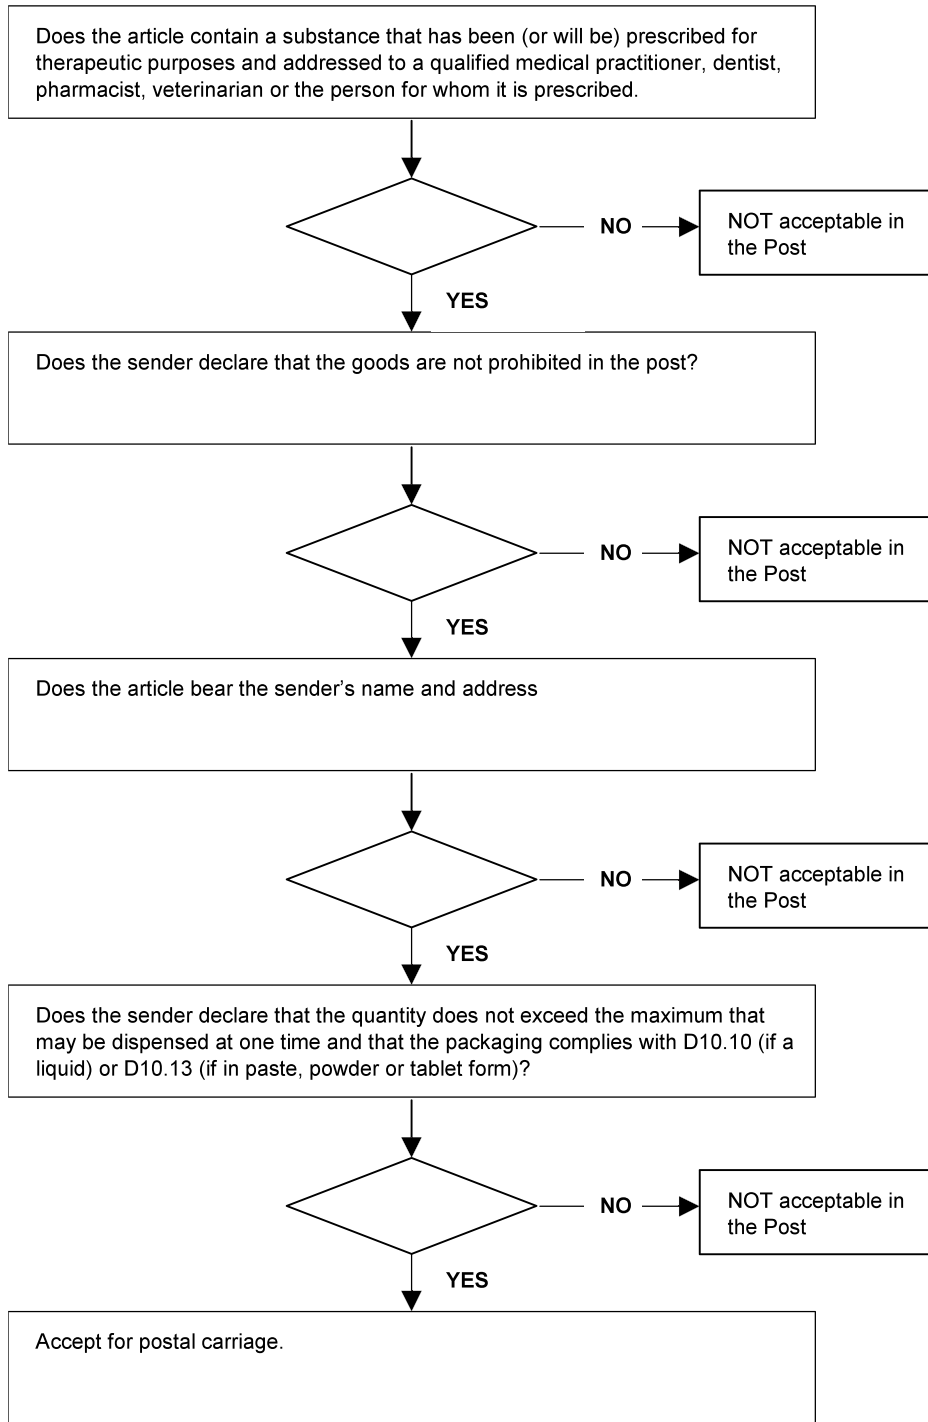 Does the article contain a substance that has been (or will be) prescribed for
therapeutic purposes and addressed to a qualified medical practitioner, dentist,
pharmacist, veterinarian or the person for whom it is prescribed.
NO
NOT acceptable in
the Post
YES
Does the sender declare that the goods are not prohibited in the post?
NO
NOT acceptable in
the Post
YES
Does the article bear the sender’s name and address
NO
NOT acceptable in
the Post
YES
Does the sender declare that the quantity does not exceed the maximum that
may be dispensed at one time and that the packaging complies with D10.10 (if a
liquid) or D10.13 (if in paste, powder or tablet form)?
NO
NOT acceptable in
the Post
YES
Accept for postal carriage.